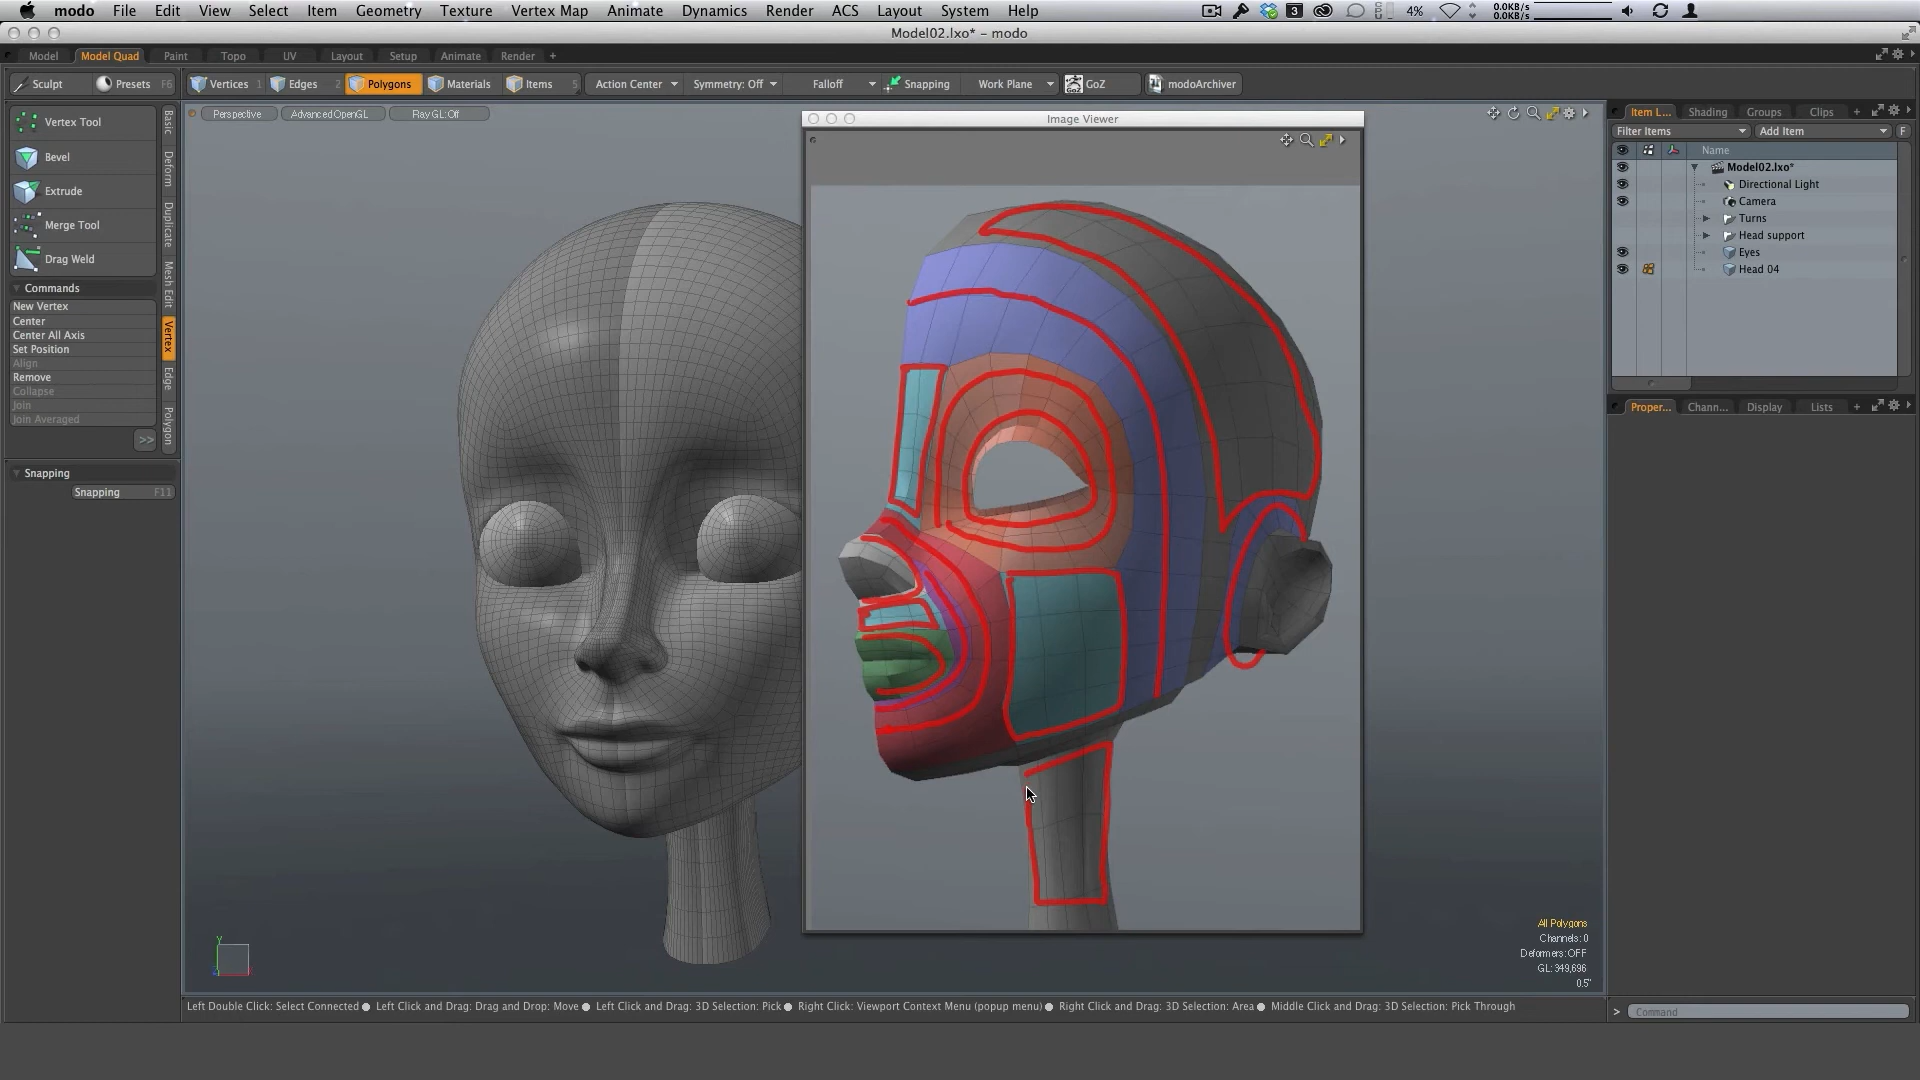 modo File Edit View Select Item Geometry Texture Vertex Map Animate Dynamics Render ACS Layout System Help 3 4% 0.0KB/s
0.0KB/s
Model02.lxo* – modo
Model Model Quad Paint Topo UV Layout Setup Animate Render +
Sculpt Presets F6 Vertices 1 Edges 2 Polygons Materials Items 5 Action Center Symmetry: Off Falloff Snapping Work Plane GoZ modoArchiver
Perspective Advanced OpenGL Ray GL: Off
Image Viewer
Vertex Tool
Bevel
Extrude
Merge Tool
Drag Weld
Commands
New Vertex
Center
Center All Axis
Set Position
Align
Remove
Collapse
Join
Join Averaged
>>
Snapping
Snapping F11
Basic
Deform
Duplicate
Mesh Edit
Vertex
Edge
Polygon
Item L... Shading Groups Clips +
Filter Items Add Item F
Name
Model02.lxo*
Directional Light
Camera
Turns
Head support
Eyes
Head 04
Proper... Chann... Display Lists +
All Polygons
Channels: 0
Deformers: OFF
GL: 349,696
0.5"
Left Double Click: Select Connected ● Left Click and Drag: Drag and Drop: Move ● Left Click and Drag: 3D Selection: Pick ● Right Click: Viewport Context Menu (popup menu) ● Right Click and Drag: 3D Selection: Area ● Middle Click and Drag: 3D Selection: Pick Through
> Command